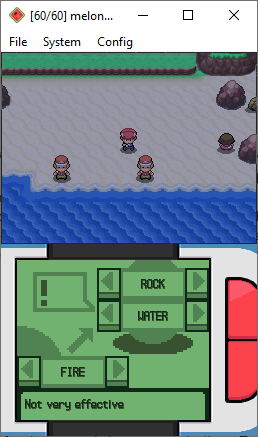 [60/60] melon...
File System Config
!
ROCK
WATER
FIRE
Not very effective